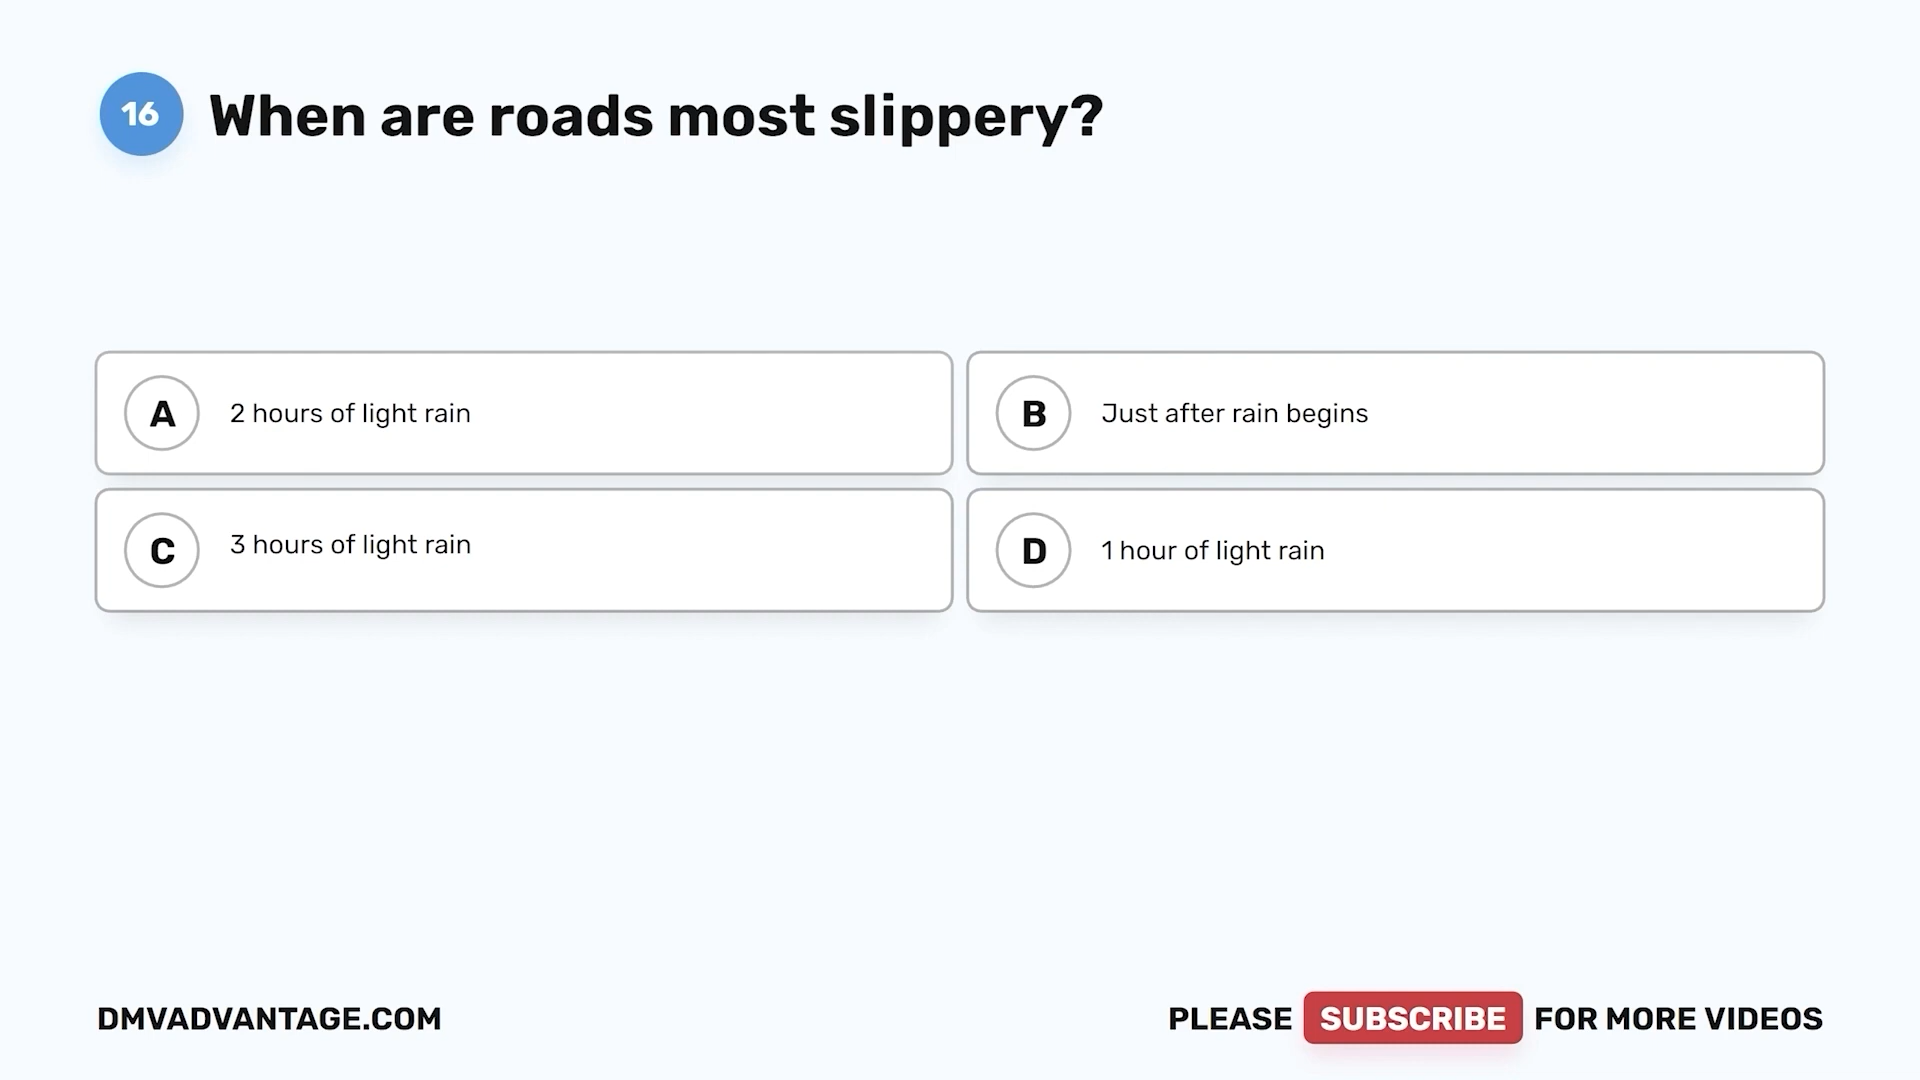 16 When are roads most slippery?
A 2 hours of light rain
B Just after rain begins
C 3 hours of light rain
D 1 hour of light rain
DMVADVANTAGE.COM
PLEASE SUBSCRIBE FOR MORE VIDEOS